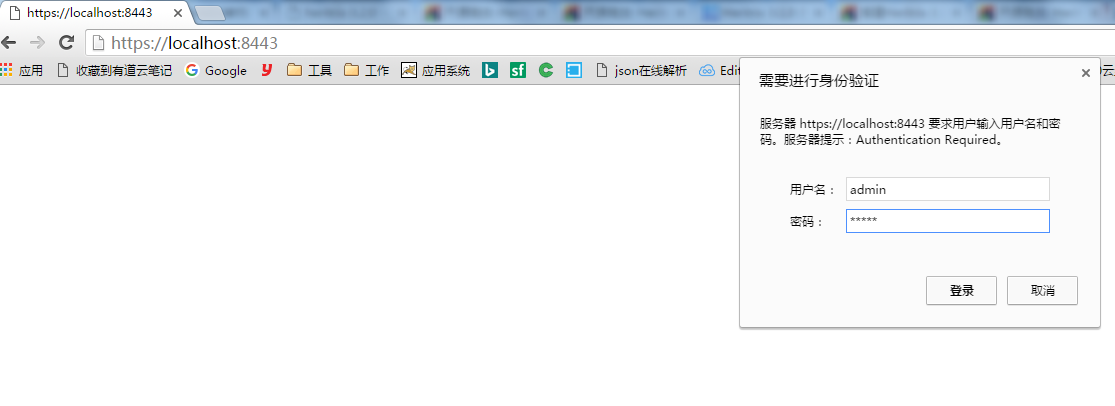 https://localhost:8443
https://localhost:8443
应用 收藏到有道云笔记 Google 工具 工作 应用系统 json在线解析
需要进行身份验证
服务器 https://localhost:8443 要求用户输入用户名和密
码。服务器提示：Authentication Required。
用户名： admin
密码： *****
登录 取消